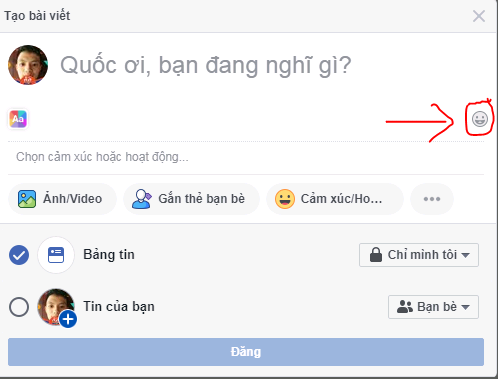 Tạo bài viết
Quốc ơi, bạn đang nghĩ gì?
Aa
Chọn cảm xúc hoặc hoạt động...
Ảnh/Video Gắn thẻ bạn bè Cảm xúc/Ho...
Bảng tin Chỉ mình tôi
Tin của bạn Bạn bè
Đăng